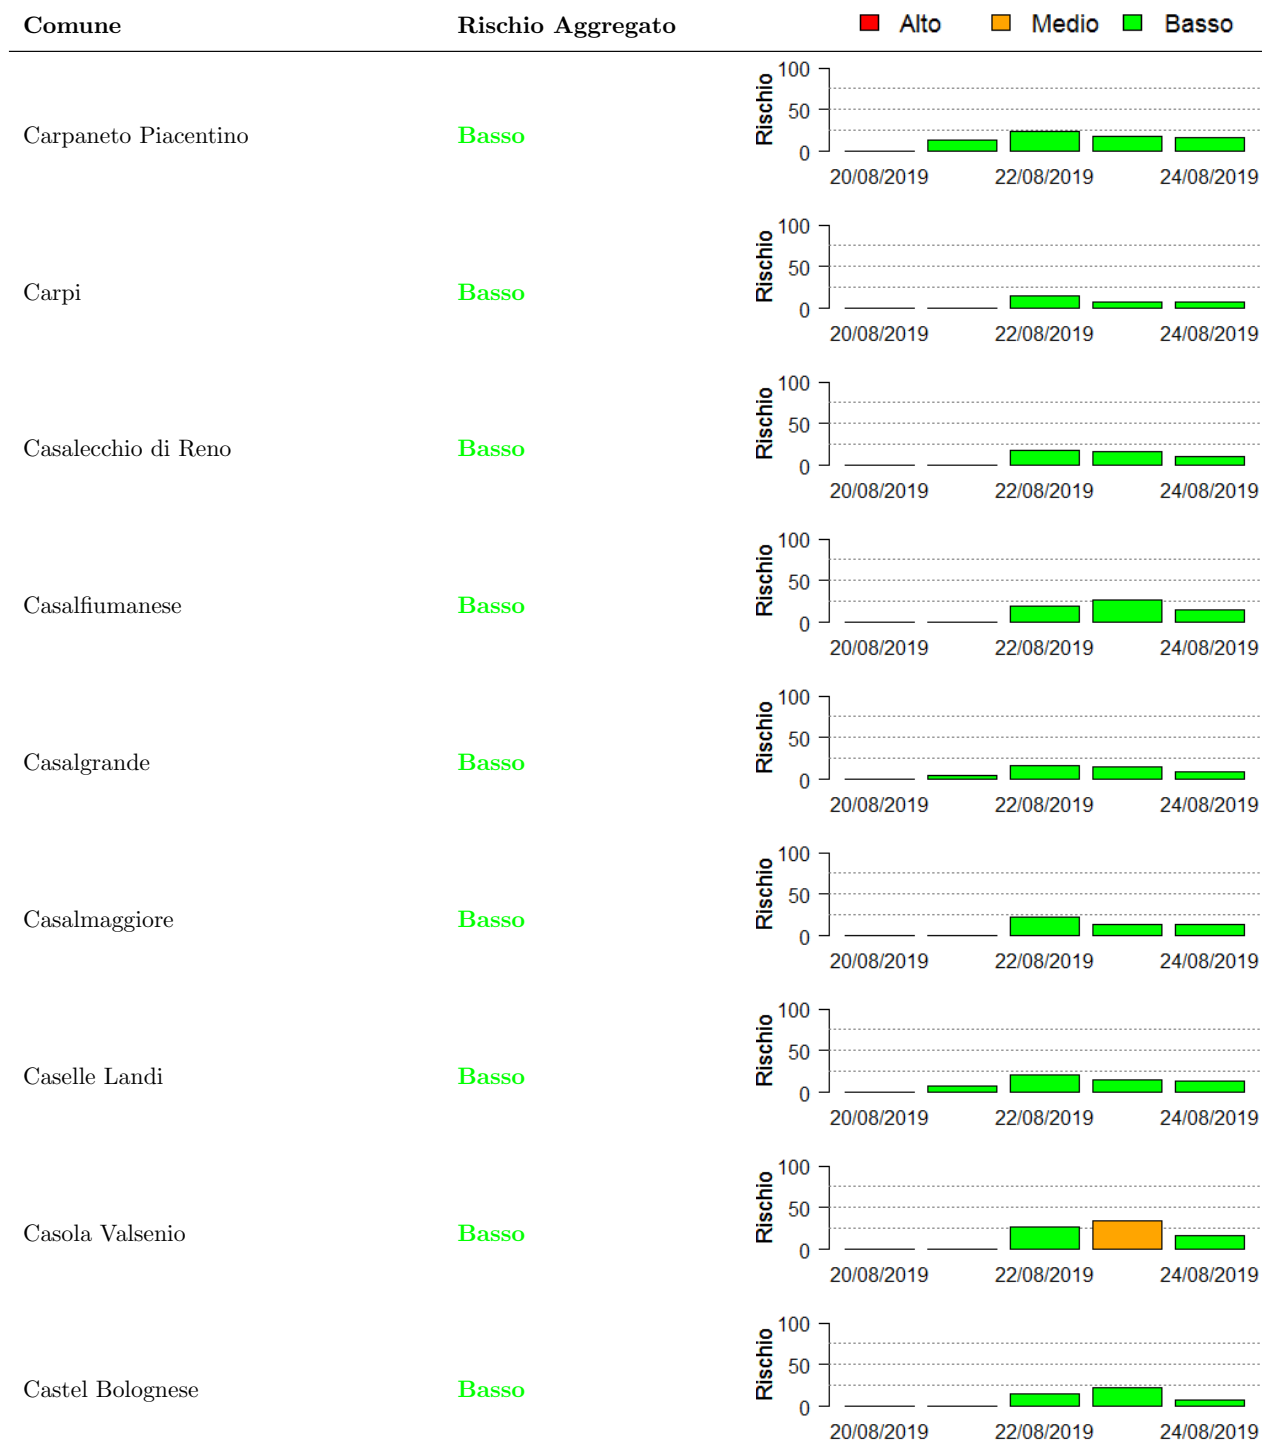 Comune Rischio Aggregato Alto Medio Basso
100
50
0
Rischio
Carpaneto Piacentino Basso
20/08/2019 22/08/2019 24/08/2019
100
50
0
Rischio
Carpi Basso
20/08/2019 22/08/2019 24/08/2019
100
50
0
Rischio
Casalecchio di Reno Basso
20/08/2019 22/08/2019 24/08/2019
100
50
0
Rischio
Casalfiumanese Basso
20/08/2019 22/08/2019 24/08/2019
100
50
0
Rischio
Casalgrande Basso
20/08/2019 22/08/2019 24/08/2019
100
50
0
Rischio
Casalmaggiore Basso
20/08/2019 22/08/2019 24/08/2019
100
50
0
Rischio
Caselle Landi Basso
20/08/2019 22/08/2019 24/08/2019
100
50
0
Rischio
Casola Valsenio Basso
20/08/2019 22/08/2019 24/08/2019
100
50
0
Rischio
Castel Bolognese Basso
20/08/2019 22/08/2019 24/08/2019